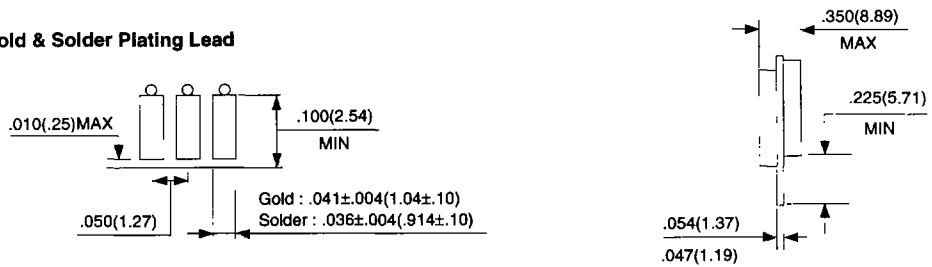 old & Solder Plating Lead
.010(.25)MAX
.100(2.54)
MIN
.050(1.27)
Gold : .041±.004(1.04±.10)
Solder : .036±.004(.914±.10)
.350(8.89)
MAX
.225(5.71)
MIN
.054(1.37)
.047(1.19)